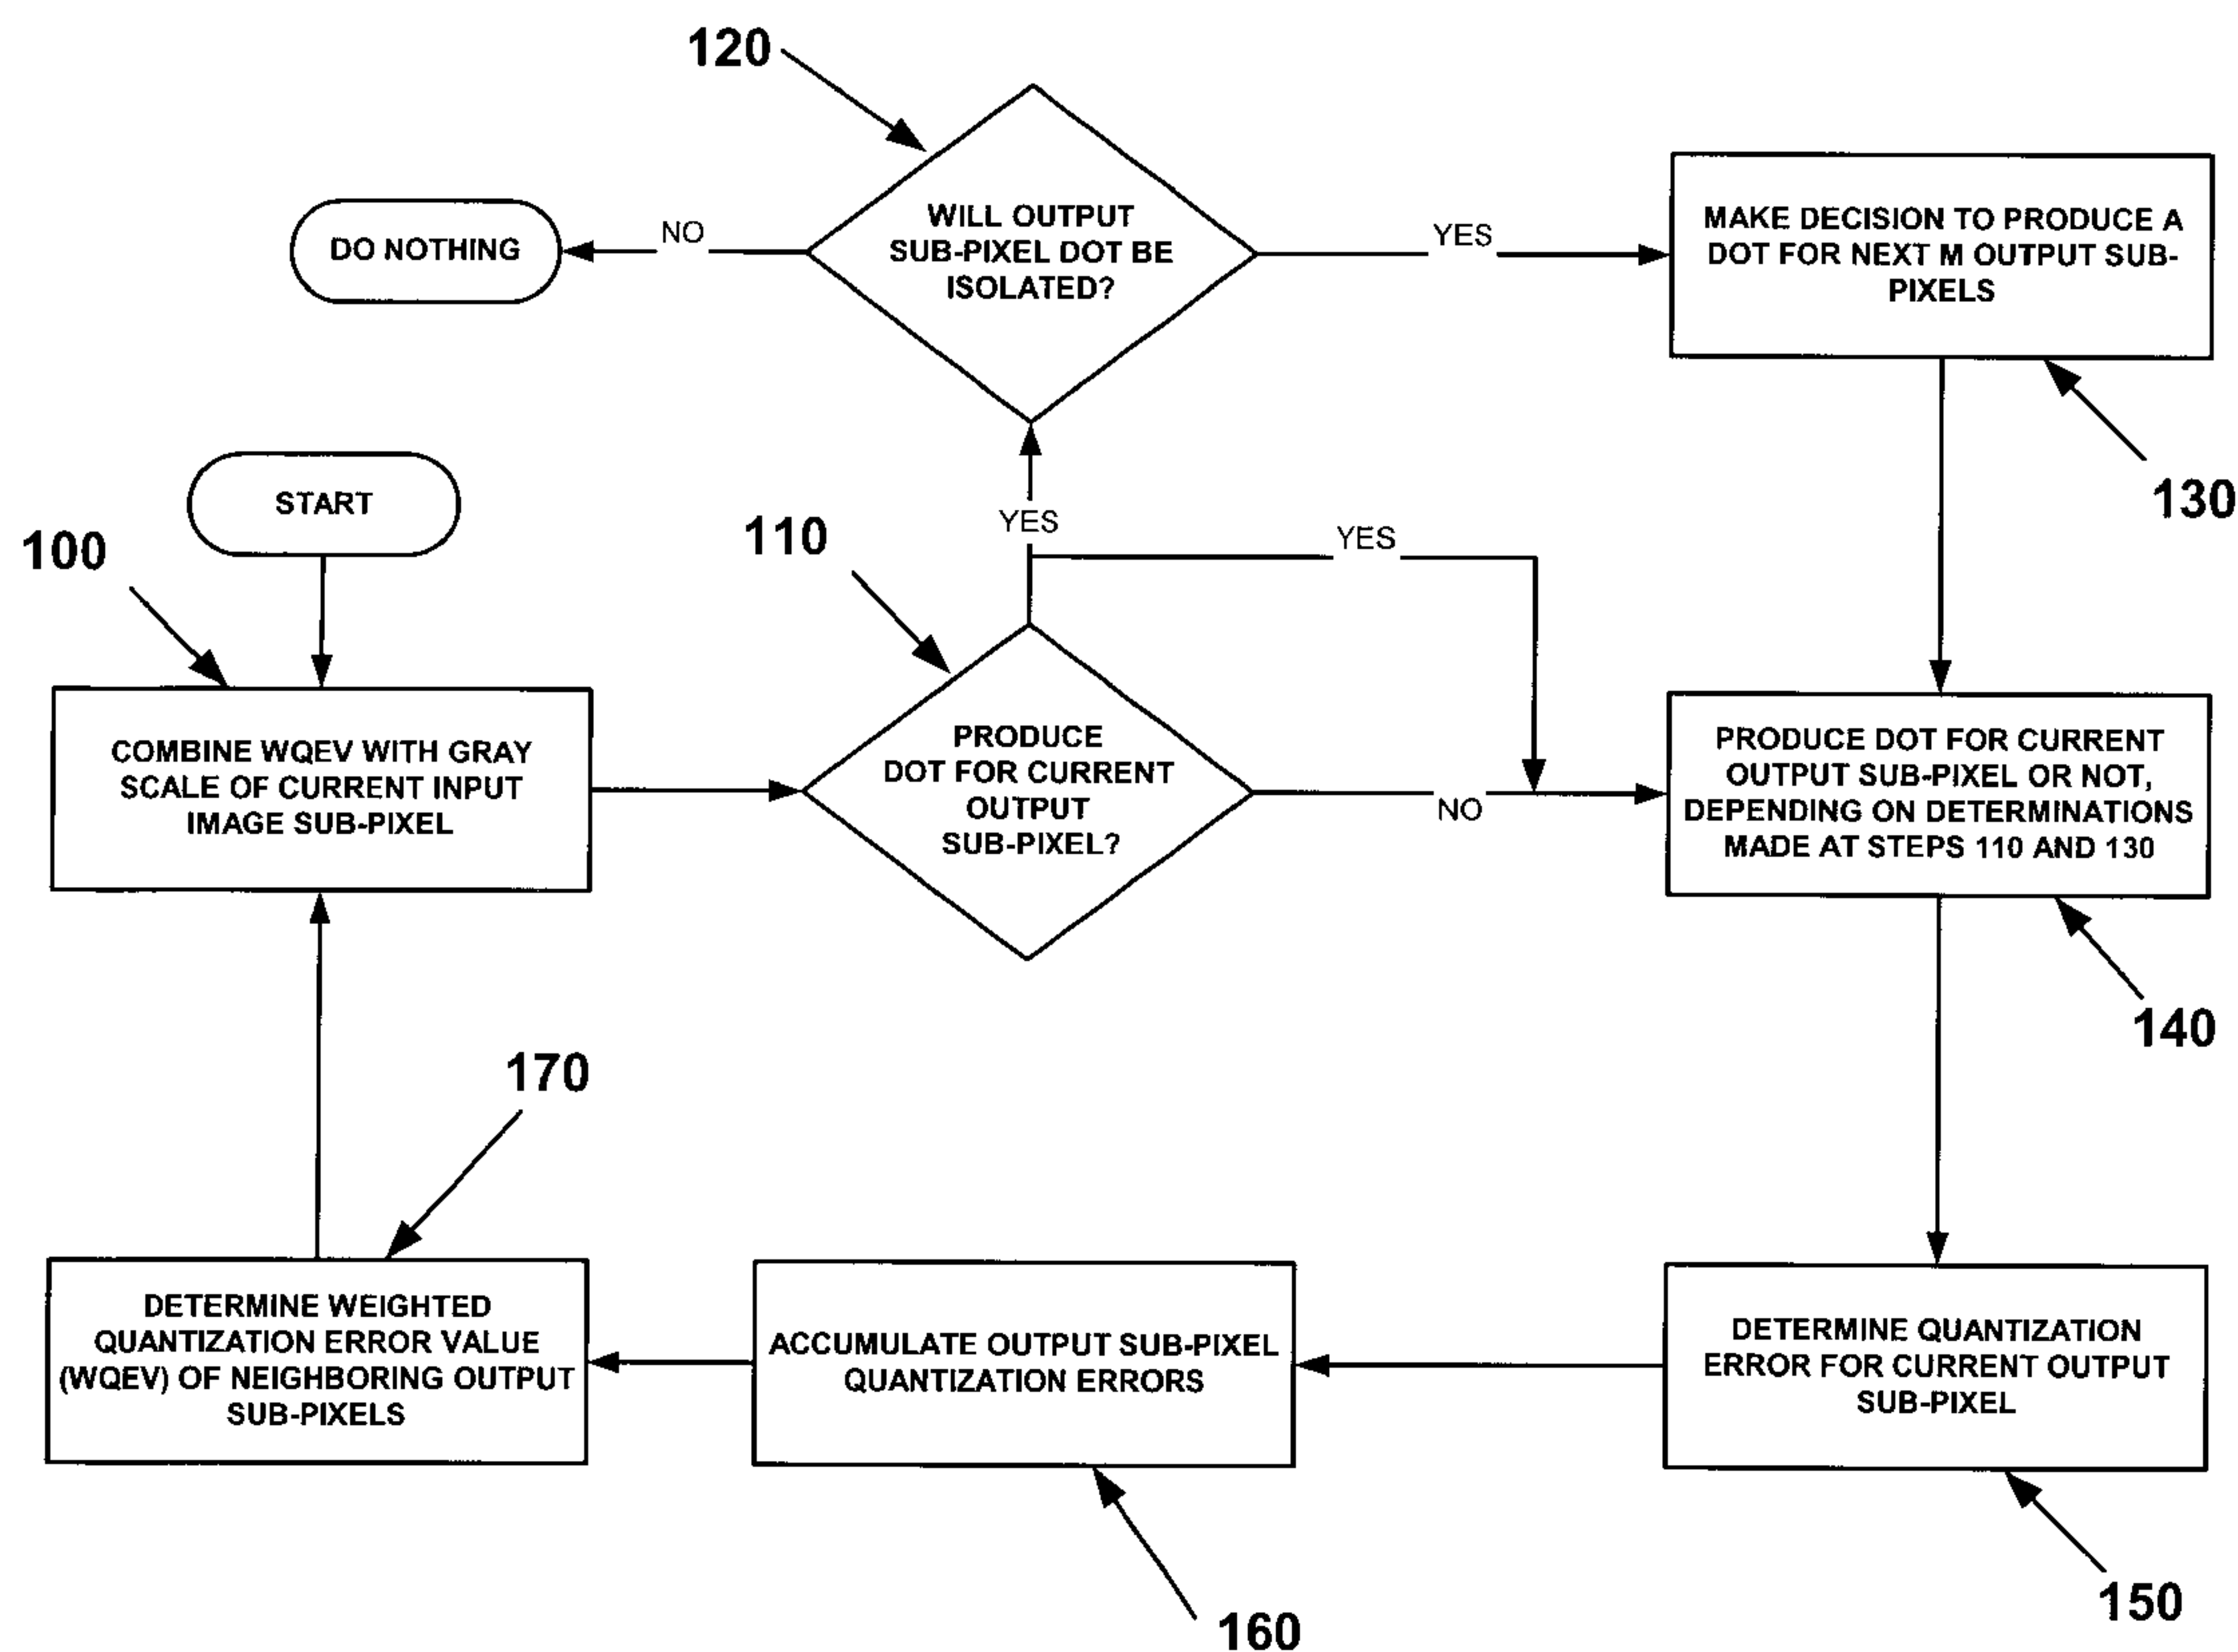 120
WILL OUTPUT
SUB-PIXEL DOT BE
ISOLATED?
DO NOTHING
NO
YES
MAKE DECISION TO PRODUCE A
DOT FOR NEXT M OUTPUT SUB-
PIXELS
130
START
100
110
YES
YES
COMBINE WQEV WITH GRAY
SCALE OF CURRENT INPUT
IMAGE SUB-PIXEL
PRODUCE
DOT FOR CURRENT
OUTPUT
SUB-PIXEL?
NO
PRODUCE DOT FOR CURRENT
OUTPUT SUB-PIXEL OR NOT,
DEPENDING ON DETERMINATIONS
MADE AT STEPS 110 AND 130
140
170
DETERMINE WEIGHTED
QUANTIZATION ERROR VALUE
(WQEV) OF NEIGHBORING OUTPUT
SUB-PIXELS
ACCUMULATE OUTPUT SUB-PIXEL
QUANTIZATION ERRORS
DETERMINE QUANTIZATION
ERROR FOR CURRENT OUTPUT
SUB-PIXEL
150
160